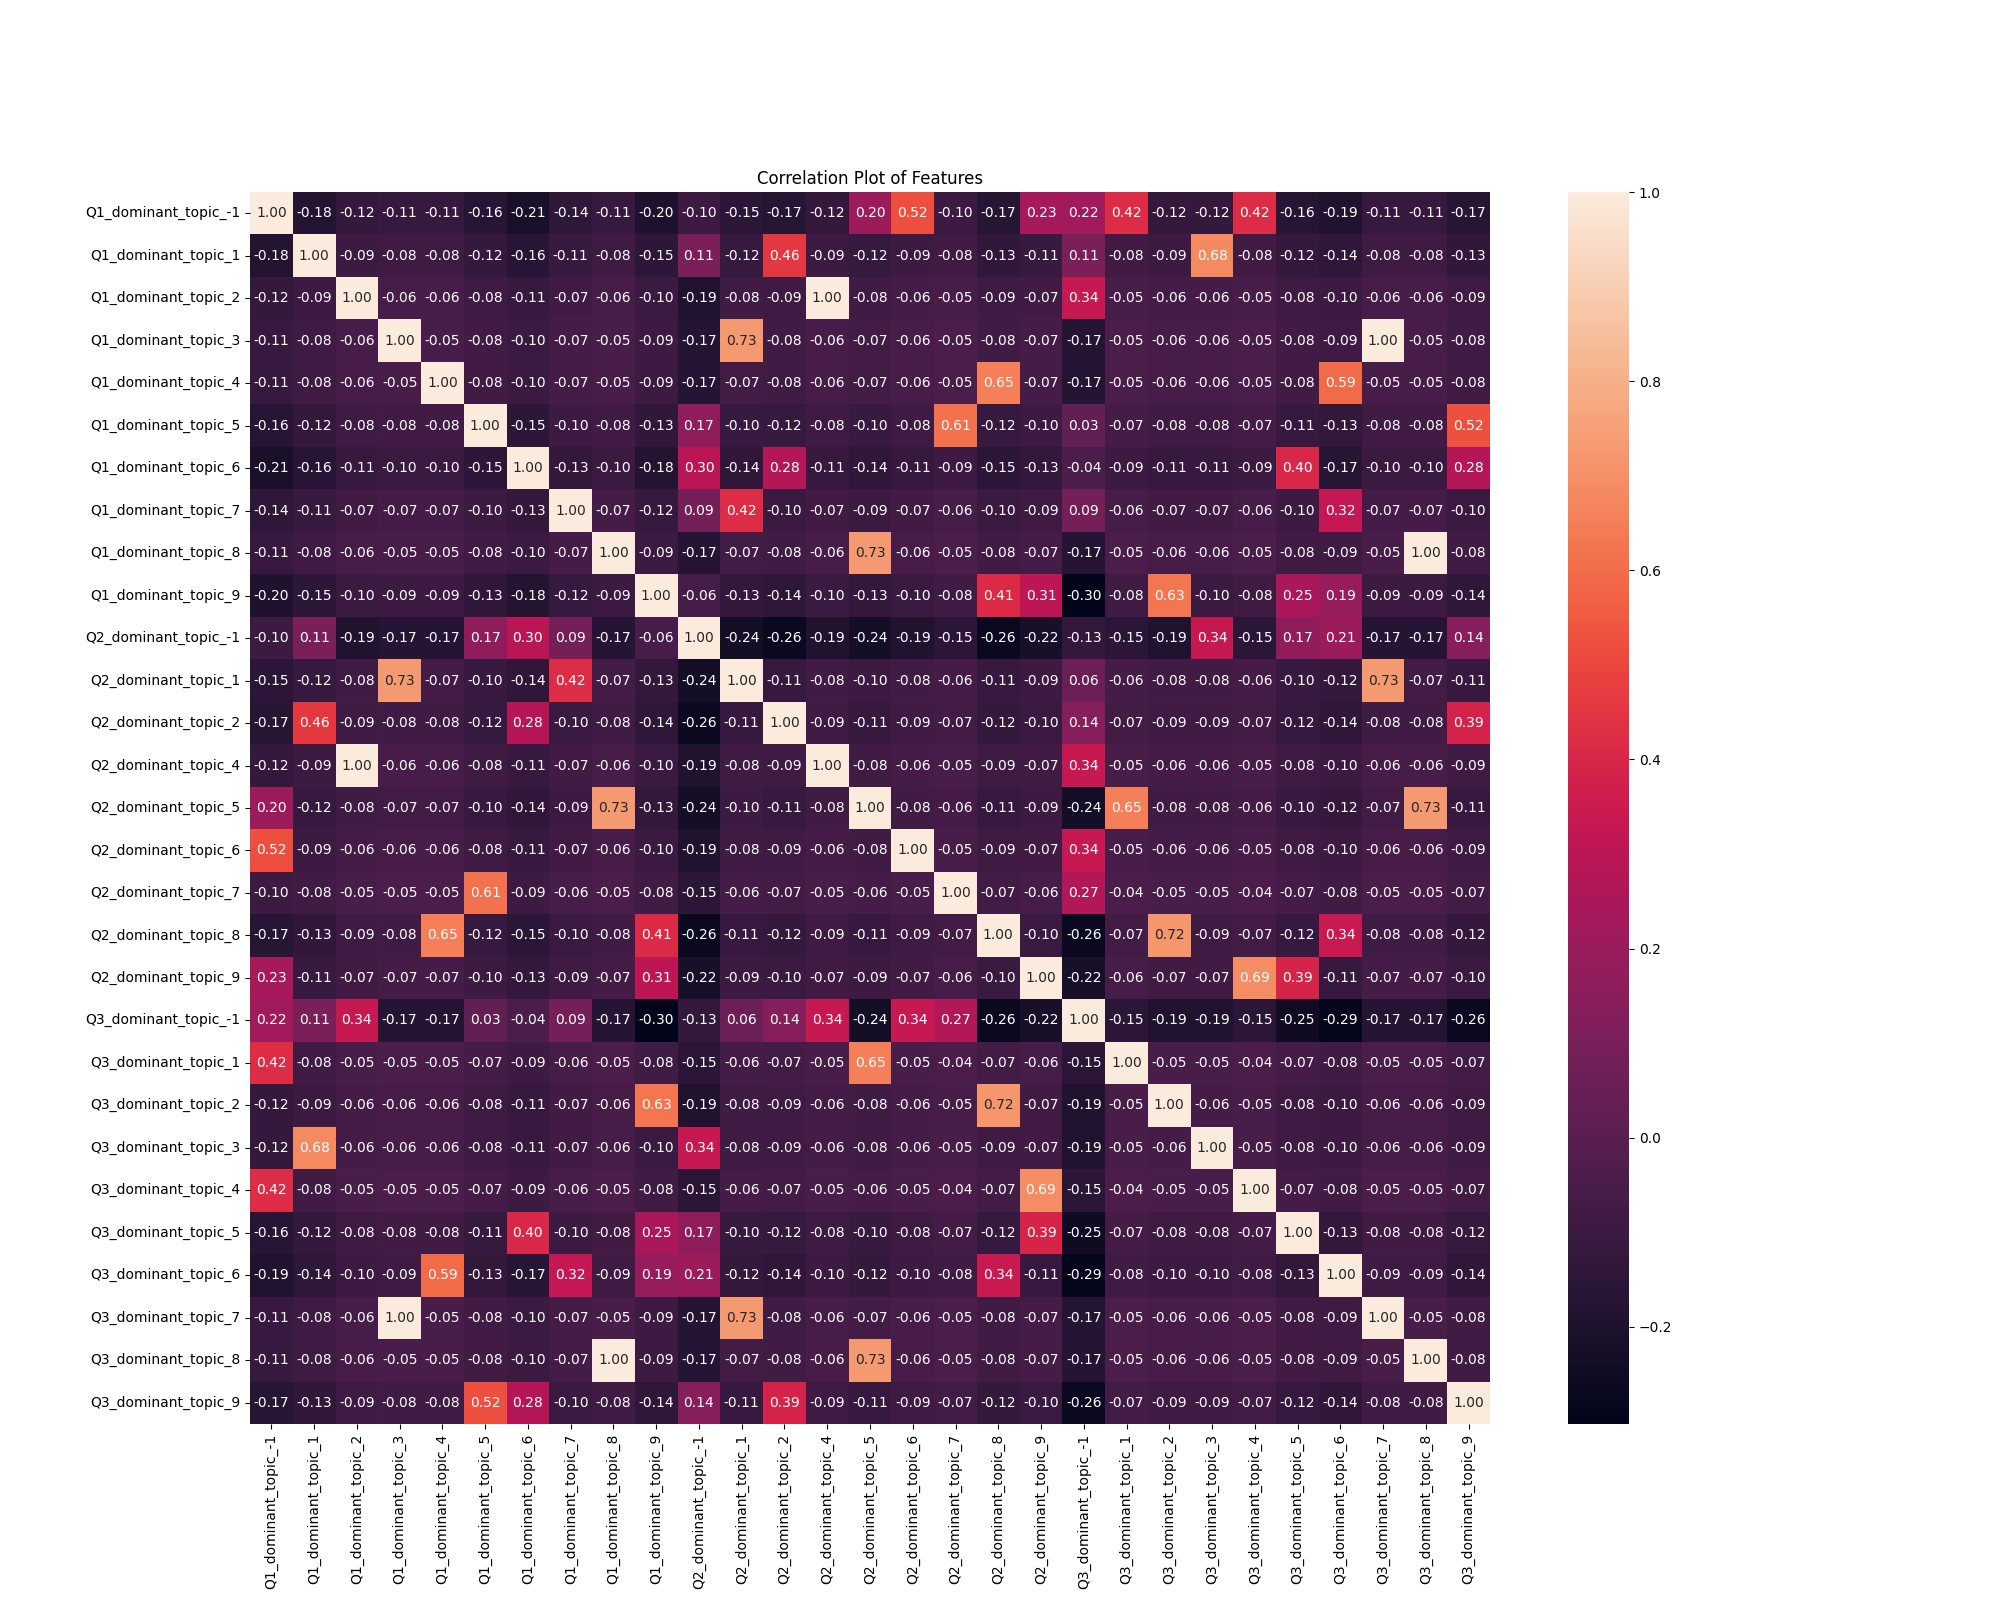 Correlation Plot of Features
Q1_dominant_topic_-1 1.00 -0.18 -0.12 -0.11 -0.11 -0.16 -0.21 -0.14 -0.11 -0.20 -0.10 -0.15 -0.17 -0.12 0.20 0.52 -0.10 -0.17 0.23 0.22 0.42 -0.12 -0.12 0.42 -0.16 -0.19 -0.11 -0.11 -0.17
Q1_dominant_topic_1 -0.18 1.00 -0.09 -0.08 -0.08 -0.12 -0.16 -0.11 -0.08 -0.15 0.11 -0.12 0.46 -0.09 -0.12 -0.09 -0.08 -0.13 -0.11 0.11 -0.08 -0.09 0.68 -0.08 -0.12 -0.14 -0.08 -0.08 -0.13
Q1_dominant_topic_2 -0.12 -0.09 1.00 -0.06 -0.06 -0.08 -0.11 -0.07 -0.06 -0.10 -0.19 -0.08 -0.09 1.00 -0.08 -0.06 -0.05 -0.09 -0.07 0.34 -0.05 -0.06 -0.06 -0.05 -0.08 -0.10 -0.06 -0.06 -0.09
Q1_dominant_topic_3 -0.11 -0.08 -0.06 1.00 -0.05 -0.08 -0.10 -0.07 -0.05 -0.09 -0.17 0.73 -0.08 -0.06 -0.07 -0.06 -0.05 -0.08 -0.07 -0.17 -0.05 -0.06 -0.06 -0.05 -0.08 -0.09 1.00 -0.05 -0.08
Q1_dominant_topic_4 -0.11 -0.08 -0.06 -0.05 1.00 -0.08 -0.10 -0.07 -0.05 -0.09 -0.17 -0.07 -0.08 -0.06 -0.07 -0.06 -0.05 0.65 -0.07 -0.17 -0.05 -0.06 -0.06 -0.05 -0.08 0.59 -0.05 -0.05 -0.08
Q1_dominant_topic_5 -0.16 -0.12 -0.08 -0.08 -0.08 1.00 -0.15 -0.10 -0.08 -0.13 0.17 -0.10 -0.12 -0.08 -0.10 -0.08 0.61 -0.12 -0.10 0.03 -0.07 -0.08 -0.08 -0.07 -0.11 -0.13 -0.08 -0.08 0.52
Q1_dominant_topic_6 -0.21 -0.16 -0.11 -0.10 -0.10 -0.15 1.00 -0.13 -0.10 -0.18 0.30 -0.14 0.28 -0.11 -0.14 -0.11 -0.09 -0.15 -0.13 -0.04 -0.09 -0.11 -0.11 -0.09 0.40 -0.17 -0.10 -0.10 0.28
Q1_dominant_topic_7 -0.14 -0.11 -0.07 -0.07 -0.07 -0.10 -0.13 1.00 -0.07 -0.12 0.09 0.42 -0.10 -0.07 -0.09 -0.07 -0.06 -0.10 -0.09 0.09 -0.06 -0.07 -0.07 -0.06 -0.10 0.32 -0.07 -0.07 -0.10
Q1_dominant_topic_8 -0.11 -0.08 -0.06 -0.05 -0.05 -0.08 -0.10 -0.07 1.00 -0.09 -0.17 -0.07 -0.08 -0.06 0.73 -0.06 -0.05 -0.08 -0.07 -0.17 -0.05 -0.06 -0.06 -0.05 -0.08 -0.09 -0.05 1.00 -0.08
Q1_dominant_topic_9 -0.20 -0.15 -0.10 -0.09 -0.09 -0.13 -0.18 -0.12 -0.09 1.00 -0.06 -0.13 -0.14 -0.10 -0.13 -0.10 -0.08 0.41 0.31 -0.30 -0.08 0.63 -0.10 -0.08 0.25 0.19 -0.09 -0.09 -0.14
Q2_dominant_topic_-1 -0.10 0.11 -0.19 -0.17 -0.17 0.17 0.30 0.09 -0.17 -0.06 1.00 -0.24 -0.26 -0.19 -0.24 -0.19 -0.15 -0.26 -0.22 -0.13 -0.15 -0.19 0.34 -0.15 0.17 0.21 -0.17 -0.17 0.14
Q2_dominant_topic_1 -0.15 -0.12 -0.08 0.73 -0.07 -0.10 -0.14 0.42 -0.07 -0.13 -0.24 1.00 -0.11 -0.08 -0.10 -0.08 -0.06 -0.11 -0.09 0.06 -0.06 -0.08 -0.08 -0.06 -0.10 -0.12 0.73 -0.07 -0.11
Q2_dominant_topic_2 -0.17 0.46 -0.09 -0.08 -0.08 -0.12 0.28 -0.10 -0.08 -0.14 -0.26 -0.11 1.00 -0.09 -0.11 -0.09 -0.07 -0.12 -0.10 0.14 -0.07 -0.09 -0.09 -0.07 -0.12 -0.14 -0.08 -0.08 0.39
Q2_dominant_topic_4 -0.12 -0.09 1.00 -0.06 -0.06 -0.08 -0.11 -0.07 -0.06 -0.10 -0.19 -0.08 -0.09 1.00 -0.08 -0.06 -0.05 -0.09 -0.07 0.34 -0.05 -0.06 -0.06 -0.05 -0.08 -0.10 -0.06 -0.06 -0.09
Q2_dominant_topic_5 0.20 -0.12 -0.08 -0.07 -0.07 -0.10 -0.14 -0.09 0.73 -0.13 -0.24 -0.10 -0.11 -0.08 1.00 -0.08 -0.06 -0.11 -0.09 -0.24 0.65 -0.08 -0.08 -0.06 -0.10 -0.12 -0.07 0.73 -0.11
Q2_dominant_topic_6 0.52 -0.09 -0.06 -0.06 -0.06 -0.08 -0.11 -0.07 -0.06 -0.10 -0.19 -0.08 -0.09 -0.06 -0.08 1.00 -0.05 -0.09 -0.07 0.34 -0.05 -0.06 -0.06 -0.05 -0.08 -0.10 -0.06 -0.06 -0.09
Q2_dominant_topic_7 -0.10 -0.08 -0.05 -0.05 -0.05 0.61 -0.09 -0.06 -0.05 -0.08 -0.15 -0.06 -0.07 -0.05 -0.06 -0.05 1.00 -0.07 -0.06 0.27 -0.04 -0.05 -0.05 -0.04 -0.07 -0.08 -0.05 -0.05 -0.07
Q2_dominant_topic_8 -0.17 -0.13 -0.09 -0.08 0.65 -0.12 -0.15 -0.10 -0.08 0.41 -0.26 -0.11 -0.12 -0.09 -0.11 -0.09 -0.07 1.00 -0.10 -0.26 -0.07 0.72 -0.09 -0.07 -0.12 0.34 -0.08 -0.08 -0.12
Q2_dominant_topic_9 0.23 -0.11 -0.07 -0.07 -0.07 -0.10 -0.13 -0.09 -0.07 0.31 -0.22 -0.09 -0.10 -0.07 -0.09 -0.07 -0.06 -0.10 1.00 -0.22 -0.06 -0.07 -0.07 0.69 0.39 -0.11 -0.07 -0.07 -0.10
Q3_dominant_topic_-1 0.22 0.11 0.34 -0.17 -0.17 0.03 -0.04 0.09 -0.17 -0.30 -0.13 0.06 0.14 0.34 -0.24 0.34 0.27 -0.26 -0.22 1.00 -0.15 -0.19 -0.19 -0.15 -0.25 -0.29 -0.17 -0.17 -0.26
Q3_dominant_topic_1 0.42 -0.08 -0.05 -0.05 -0.05 -0.07 -0.09 -0.06 -0.05 -0.08 -0.15 -0.06 -0.07 -0.05 0.65 -0.05 -0.04 -0.07 -0.06 -0.15 1.00 -0.05 -0.05 -0.04 -0.07 -0.08 -0.05 -0.05 -0.07
Q3_dominant_topic_2 -0.12 -0.09 -0.06 -0.06 -0.06 -0.08 -0.11 -0.07 -0.06 0.63 -0.19 -0.08 -0.09 -0.06 -0.08 -0.06 -0.05 0.72 -0.07 -0.19 -0.05 1.00 -0.06 -0.05 -0.08 -0.10 -0.06 -0.06 -0.09
Q3_dominant_topic_3 -0.12 0.68 -0.06 -0.06 -0.06 -0.08 -0.11 -0.07 -0.06 -0.10 0.34 -0.08 -0.09 -0.06 -0.08 -0.06 -0.05 -0.09 -0.07 -0.19 -0.05 -0.06 1.00 -0.05 -0.08 -0.10 -0.06 -0.06 -0.09
Q3_dominant_topic_4 0.42 -0.08 -0.05 -0.05 -0.05 -0.07 -0.09 -0.06 -0.05 -0.08 -0.15 -0.06 -0.07 -0.05 -0.06 -0.05 -0.04 -0.07 0.69 -0.15 -0.04 -0.05 -0.05 1.00 -0.07 -0.08 -0.05 -0.05 -0.07
Q3_dominant_topic_5 -0.16 -0.12 -0.08 -0.08 -0.08 -0.11 0.40 -0.10 -0.08 0.25 0.17 -0.10 -0.12 -0.08 -0.10 -0.08 -0.07 -0.12 0.39 -0.25 -0.07 -0.08 -0.08 -0.07 1.00 -0.13 -0.08 -0.08 -0.12
Q3_dominant_topic_6 -0.19 -0.14 -0.10 -0.09 0.59 -0.13 -0.17 0.32 -0.09 0.19 0.21 -0.12 -0.14 -0.10 -0.12 -0.10 -0.08 0.34 -0.11 -0.29 -0.08 -0.10 -0.10 -0.08 -0.13 1.00 -0.09 -0.09 -0.14
Q3_dominant_topic_7 -0.11 -0.08 -0.06 1.00 -0.05 -0.08 -0.10 -0.07 -0.05 -0.09 -0.17 0.73 -0.08 -0.06 -0.07 -0.06 -0.05 -0.08 -0.07 -0.17 -0.05 -0.06 -0.06 -0.05 -0.08 -0.09 1.00 -0.05 -0.08
Q3_dominant_topic_8 -0.11 -0.08 -0.06 -0.05 -0.05 -0.08 -0.10 -0.07 1.00 -0.09 -0.17 -0.07 -0.08 -0.06 0.73 -0.06 -0.05 -0.08 -0.07 -0.17 -0.05 -0.06 -0.06 -0.05 -0.08 -0.09 -0.05 1.00 -0.08
Q3_dominant_topic_9 -0.17 -0.13 -0.09 -0.08 -0.08 0.52 0.28 -0.10 -0.08 -0.14 0.14 -0.11 0.39 -0.09 -0.11 -0.09 -0.07 -0.12 -0.10 -0.26 -0.07 -0.09 -0.09 -0.07 -0.12 -0.14 -0.08 -0.08 1.00
Q1_dominant_topic_-1
Q1_dominant_topic_1
Q1_dominant_topic_2
Q1_dominant_topic_3
Q1_dominant_topic_4
Q1_dominant_topic_5
Q1_dominant_topic_6
Q1_dominant_topic_7
Q1_dominant_topic_8
Q1_dominant_topic_9
Q2_dominant_topic_-1
Q2_dominant_topic_1
Q2_dominant_topic_2
Q2_dominant_topic_4
Q2_dominant_topic_5
Q2_dominant_topic_6
Q2_dominant_topic_7
Q2_dominant_topic_8
Q2_dominant_topic_9
Q3_dominant_topic_-1
Q3_dominant_topic_1
Q3_dominant_topic_2
Q3_dominant_topic_3
Q3_dominant_topic_4
Q3_dominant_topic_5
Q3_dominant_topic_6
Q3_dominant_topic_7
Q3_dominant_topic_8
Q3_dominant_topic_9
1.0
0.8
0.6
0.4
0.2
0.0
−0.2